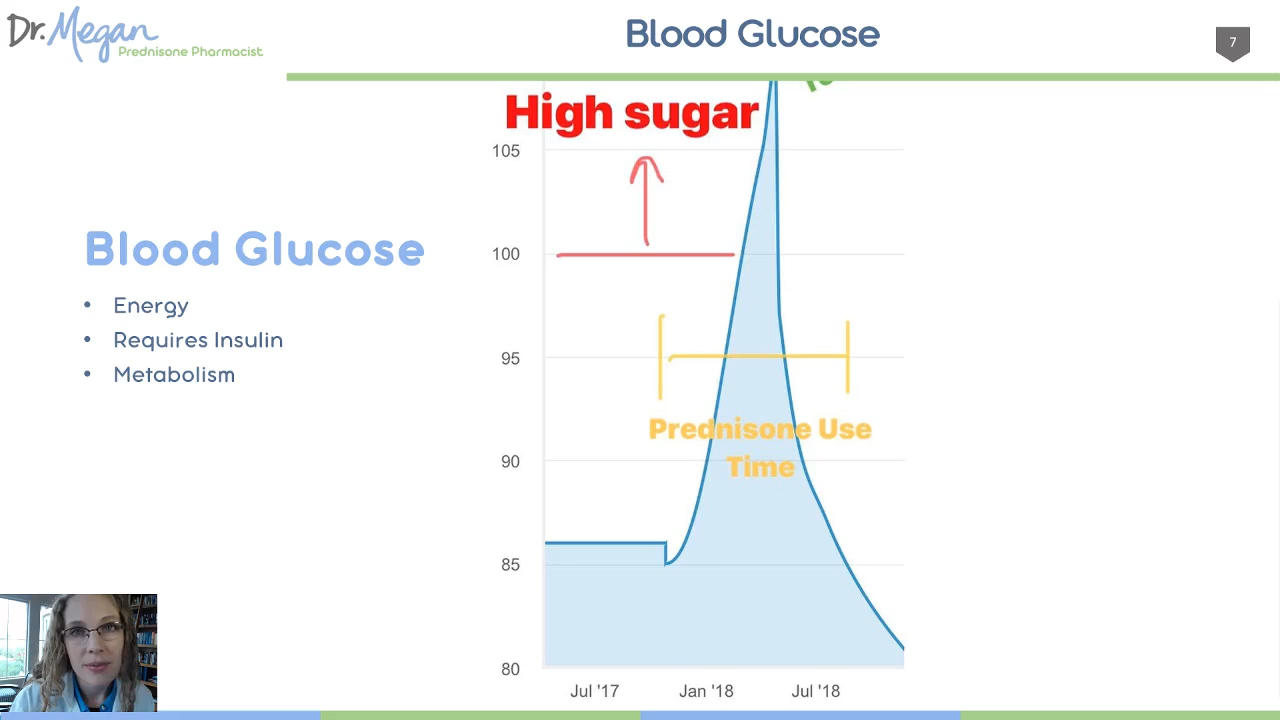 Dr. Megan
Prednisone Pharmacist
Blood Glucose
7
High sugar
105
100
95
90
85
80
Prednisone Use
Time
Jul '17
Jan '18
Jul '18
Blood Glucose
• Energy
• Requires Insulin
• Metabolism